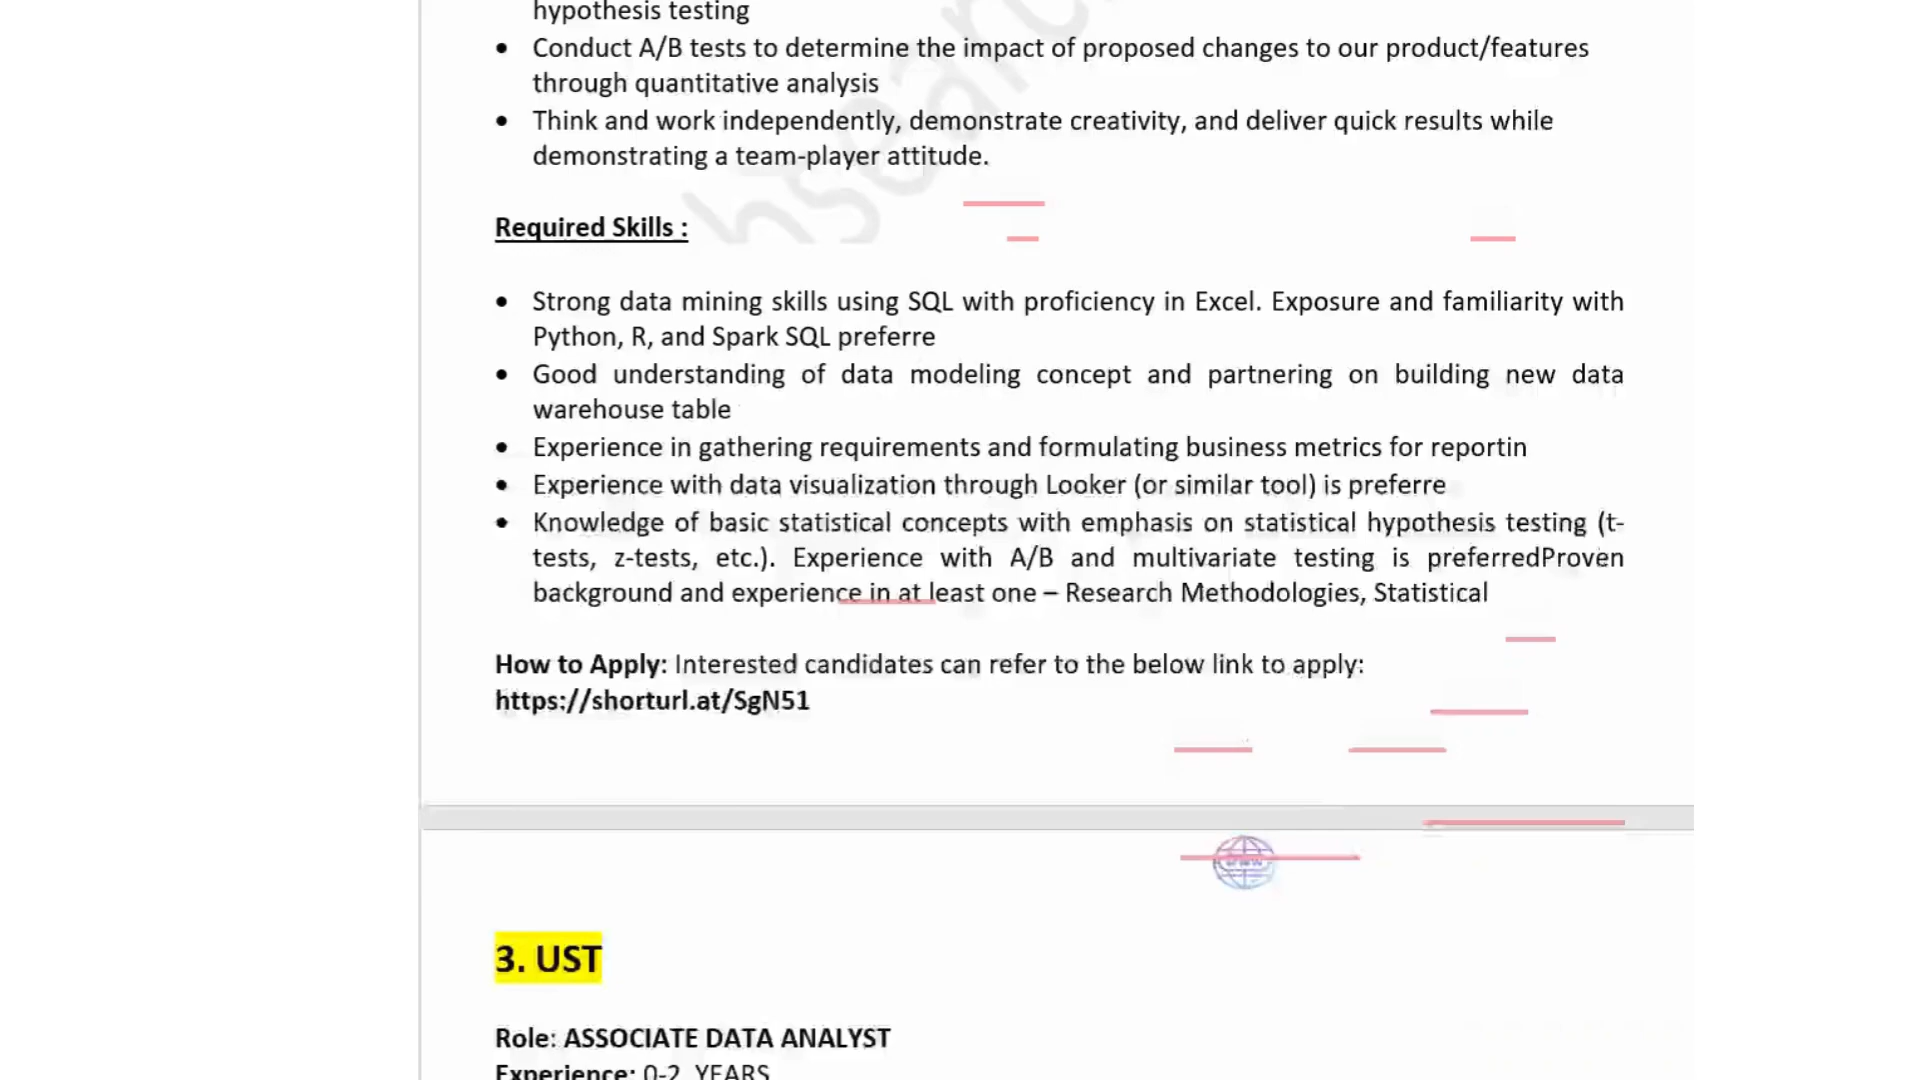 hypothesis testing
• Conduct A/B tests to determine the impact of proposed changes to our product/features
through quantitative analysis
• Think and work independently, demonstrate creativity, and deliver quick results while
demonstrating a team-player attitude.
Required Skills :
• Strong data mining skills using SQL with proficiency in Excel. Exposure and familiarity with
Python, R, and Spark SQL preferre
• Good understanding of data modeling concept and partnering on building new data
warehouse table
• Experience in gathering requirements and formulating business metrics for reportin
• Experience with data visualization through Looker (or similar tool) is preferre
• Knowledge of basic statistical concepts with emphasis on statistical hypothesis testing (t-
tests, z-tests, etc.). Experience with A/B and multivariate testing is preferredProven
background and experience in at least one – Research Methodologies, Statistical
How to Apply: Interested candidates can refer to the below link to apply:
https://shorturl.at/SgN51
3. UST
Role: ASSOCIATE DATA ANALYST
Experience: 0-2 YEARS